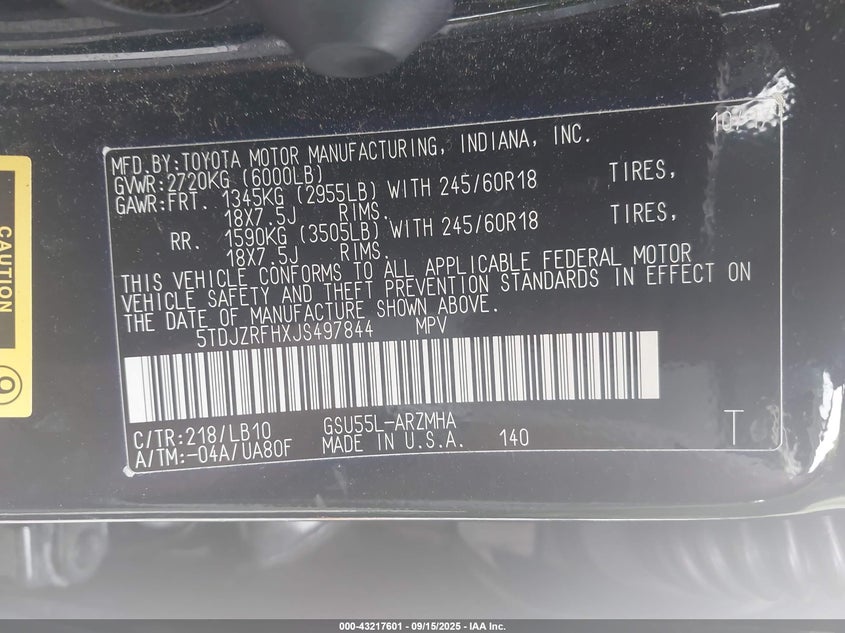 10/
MFD.BY:TOYOTA MOTOR MANUFACTURING, INDIANA, INC.
GVWR:2720KG (6000LB)
GAWR:FRT. 1345KG (2955LB) WITH 245/60R18 TIRES,
18X7.5J RIMS.
RR. 1590KG (3505LB) WITH 245/60R18 TIRES,
18X7.5J RIMS.
THIS VEHICLE CONFORMS TO ALL APPLICABLE FEDERAL MOTOR
VEHICLE SAFETY AND THEFT PREVENTION STANDARDS IN EFFECT ON
THE DATE OF MANUFACTURE SHOWN ABOVE.
5TDJZRFHXJS497844 MPV
C/TR:218/LB10 GSU55L-ARZMHA
A/TM:-04A/UA80F MADE IN U.S.A. 140 T
CAUTION
000-43217601 - 09/15/2025 - IAA Inc.